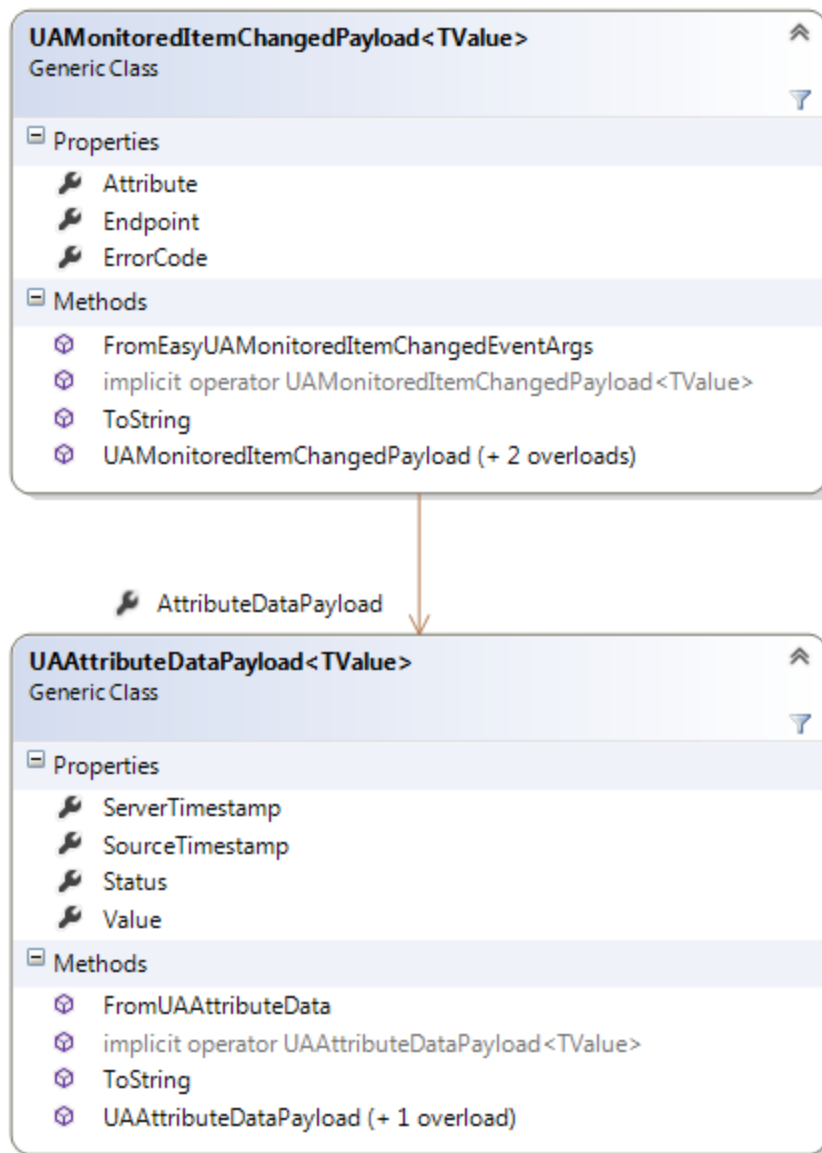 UAMonitoredItemChangedPayload<TValue>
Generic Class
Properties
Attribute
Endpoint
ErrorCode
Methods
FromEasyUAMonitoredItemChangedEventArgs
implicit operator UAMonitoredItemChangedPayload<TValue>
ToString
UAMonitoredItemChangedPayload (+ 2 overloads)
AttributeDataPayload
UAAttributeDataPayload<TValue>
Generic Class
Properties
ServerTimestamp
SourceTimestamp
Status
Value
Methods
FromUAAttributeData
implicit operator UAAttributeDataPayload<TValue>
ToString
UAAttributeDataPayload (+ 1 overload)